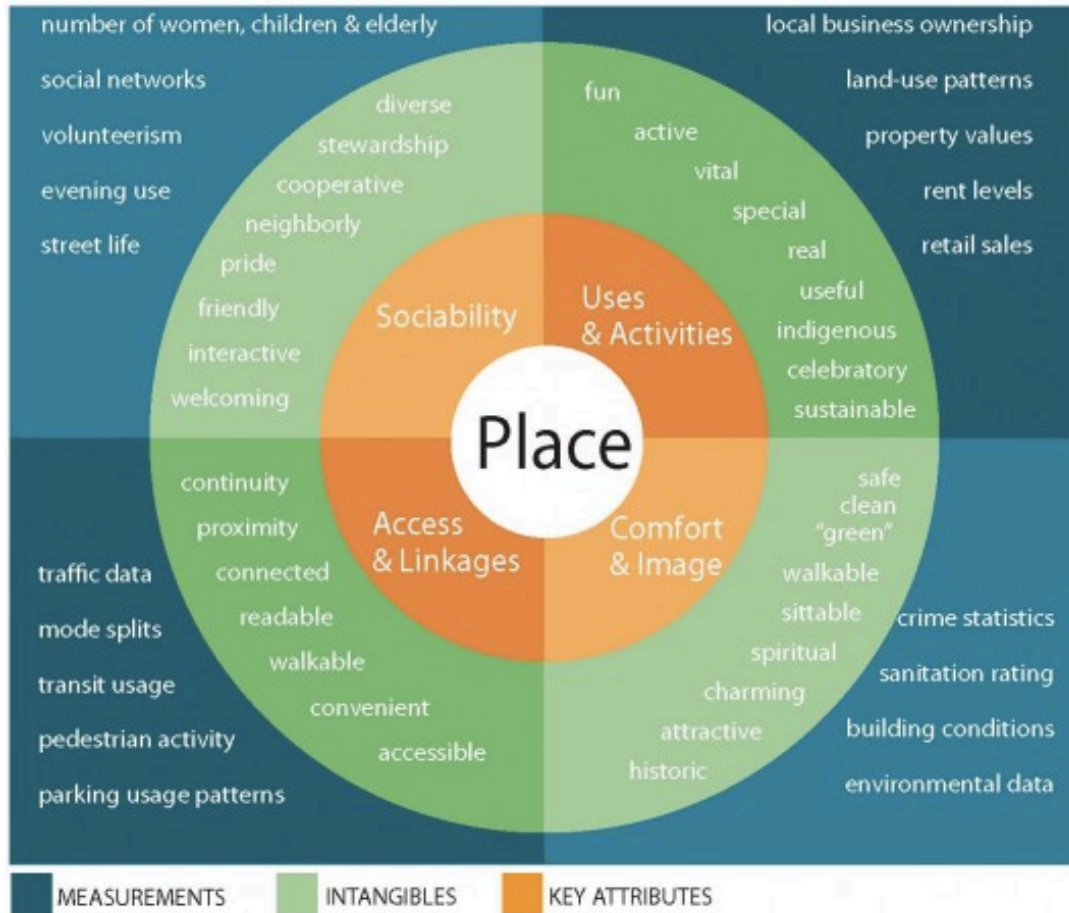 number of women, children & elderly
social networks
volunteerism
evening use
street life
diverse
stewardship
cooperative
neighborly
pride
friendly
interactive
welcoming
Sociability
local business ownership
land-use patterns
property values
rent levels
retail sales
fun
active
vital
special
real
useful
indigenous
celebratory
sustainable
Uses
& Activities
Place
continuity
proximity
connected
readable
walkable
convenient
accessible
Access
& Linkages
traffic data
mode splits
transit usage
pedestrian activity
parking usage patterns
Comfort
& Image
safe
clean
"green"
walkable
sittable
spiritual
charming
attractive
historic
crime statistics
sanitation rating
building conditions
environmental data
MEASUREMENTS
INTANGIBLES
KEY ATTRIBUTES